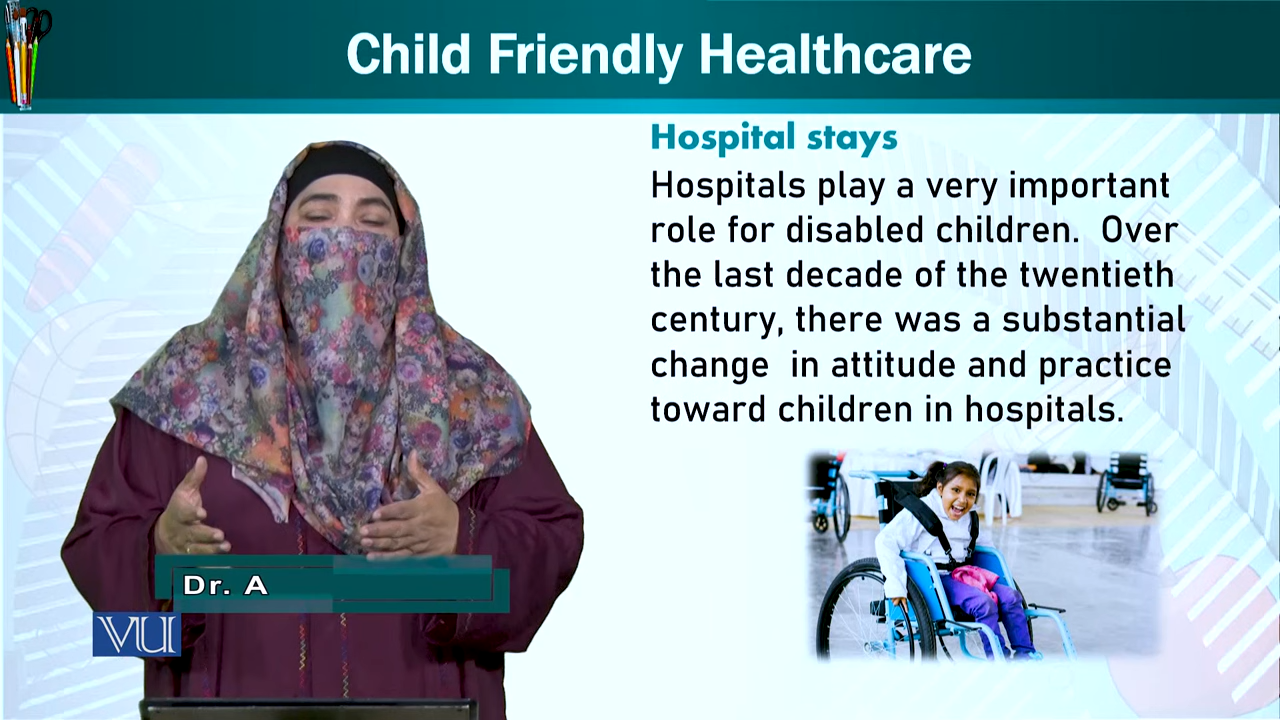 Child Friendly Healthcare
Hospital stays
Hospitals play a very important
role for disabled children.  Over
the last decade of the twentieth
century, there was a substantial
change  in attitude and practice
toward children in hospitals.
Dr. A
VU